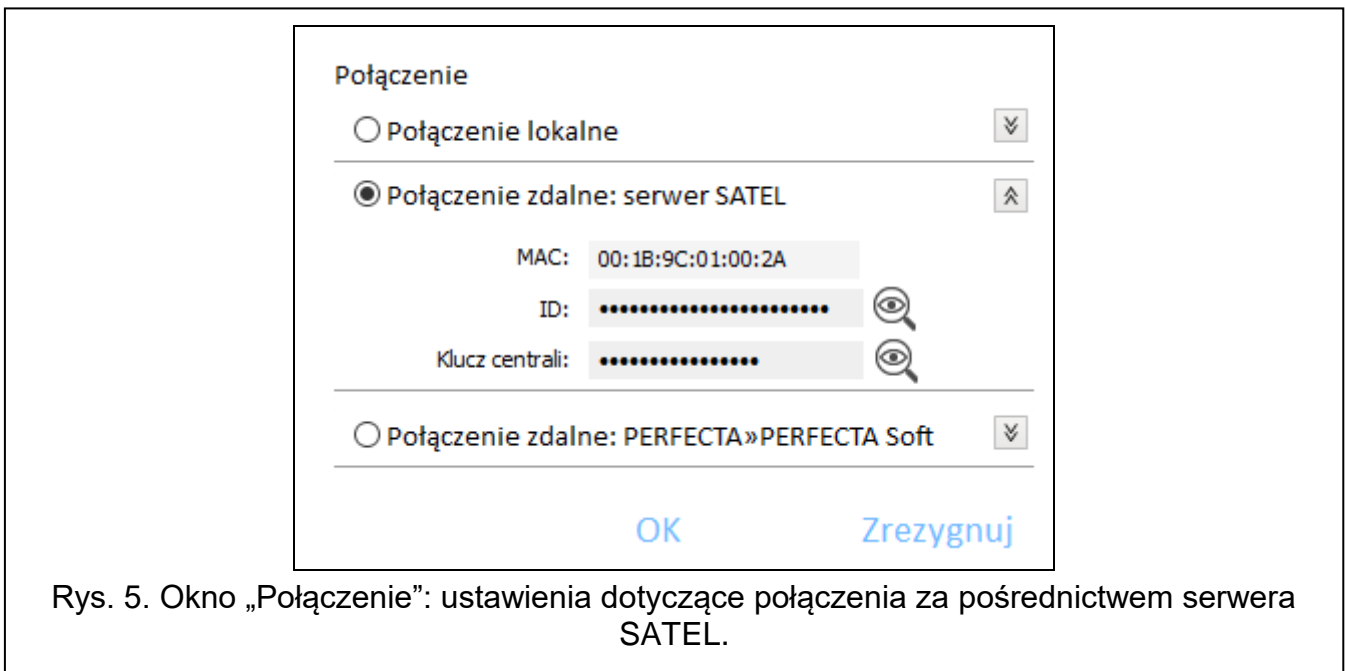 Połączenie
Połączenie lokalne
Połączenie zdalne: serwer SATEL
MAC: 00:1B:9C:01:00:2A
ID: •••••••••••••••••••••••
Klucz centrali: ••••••••••••••••
Połączenie zdalne: PERFECTA»PERFECTA Soft
OK Zrezygnuj
Rys. 5. Okno „Połączenie”: ustawienia dotyczące połączenia za pośrednictwem serwera
SATEL.